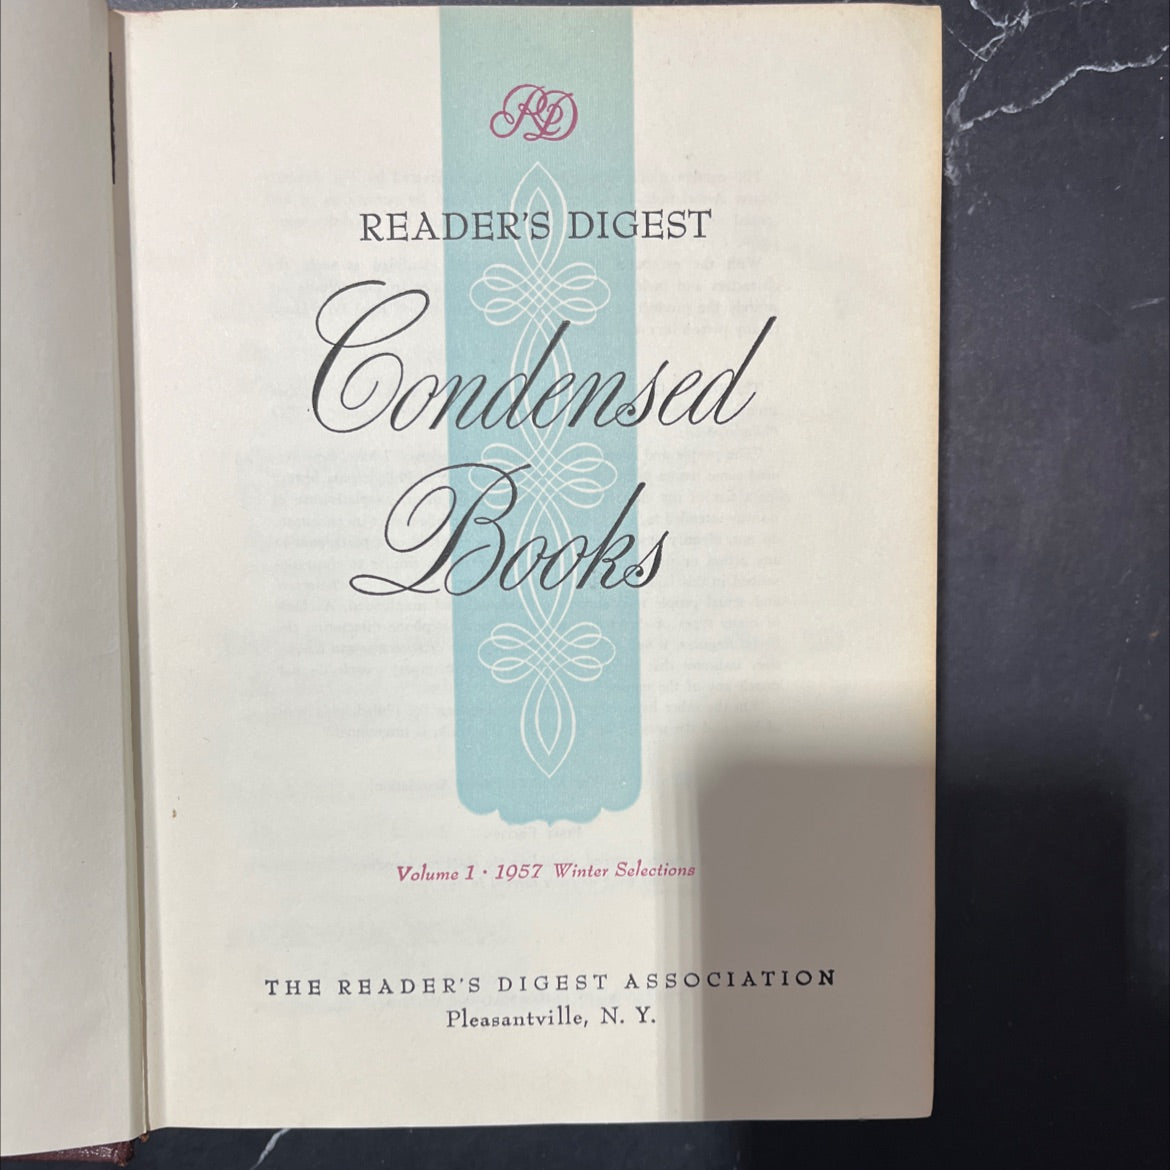 RD
READER'S DIGEST
Condensed
Books
Volume 1 · 1957 Winter Selections
THE READER'S DIGEST ASSOCIATION
Pleasantville, N. Y.